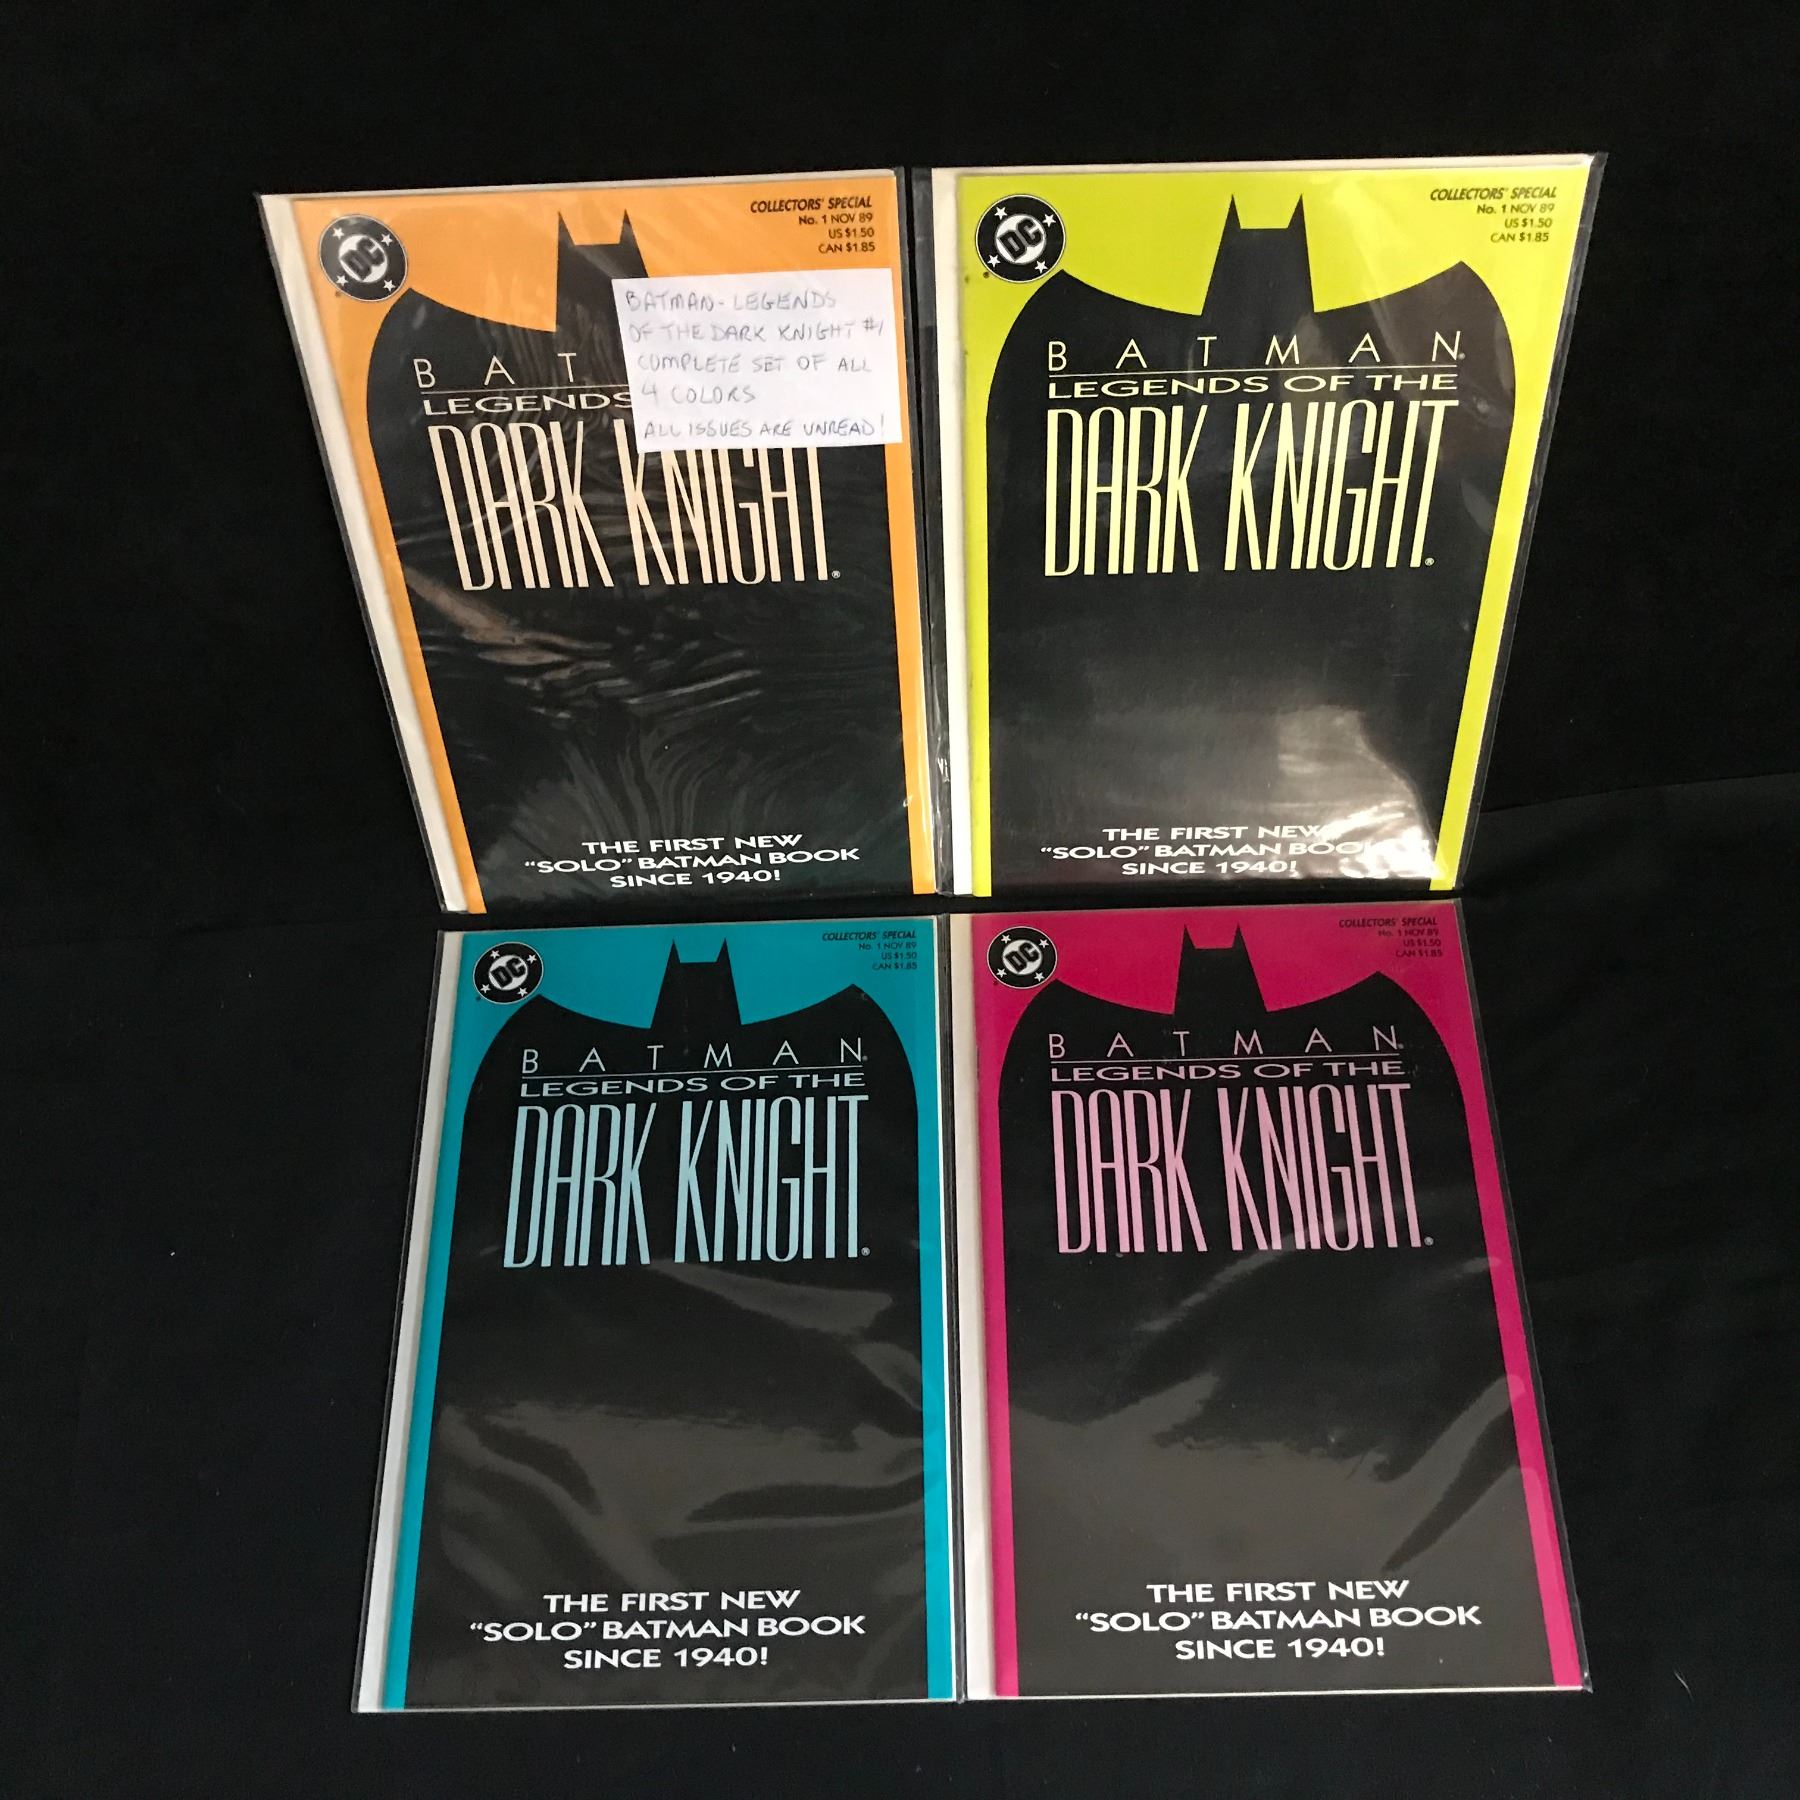 DC
COLLECTORS' SPECIAL
No. 1 NOV 89
US $1.50
CAN $1.85
BATMAN - LEGENDS
OF THE DARK KNIGHT #1
COMPLETE SET OF ALL
4 COLORS
ALL ISSUES ARE UNREAD!
BAT
LEGENDS
DARK KNIGHT®
THE FIRST NEW
"SOLO" BATMAN BOOK
SINCE 1940!
DC
COLLECTORS' SPECIAL
No. 1 NOV 89
US $1.50
CAN $1.85
BATMAN®
LEGENDS OF THE
DARK KNIGHT®
THE FIRST NEW
"SOLO" BATMAN BOOK
SINCE 1940!
DC
COLLECTORS' SPECIAL
No. 1 NOV 89
US $1.50
CAN $1.85
BATMAN®
LEGENDS OF THE
DARK KNIGHT®
THE FIRST NEW
"SOLO" BATMAN BOOK
SINCE 1940!
DC
COLLECTORS' SPECIAL
No. 1 NOV 89
US $1.50
CAN $1.85
BATMAN®
LEGENDS OF THE
DARK KNIGHT®
THE FIRST NEW
"SOLO" BATMAN BOOK
SINCE 1940!